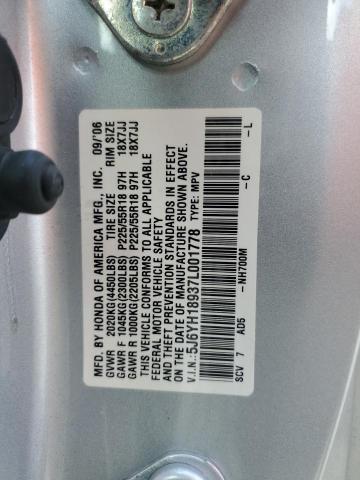 MFD. BY HONDA OF AMERICA MFG., INC. 09/'06
GVWR 2020KG(4450LBS) TIRE SIZE RIM SIZE
GAWR F 1045KG(2300LBS) P225/55R18 97H 18X7JJ
GAWR R 1000KG(2205LBS) P225/55R18 97H 18X7JJ
THIS VEHICLE CONFORMS TO ALL APPLICABLE
FEDERAL MOTOR VEHICLE SAFETY
AND THEFT PREVENTION STANDARDS IN EFFECT
ON THE DATE OF MANUFACTURE SHOWN ABOVE.
V.I.N.: 5J6YH18937L001778 TYPE: MPV
SCV 7 AD5 -NH700M -C -L